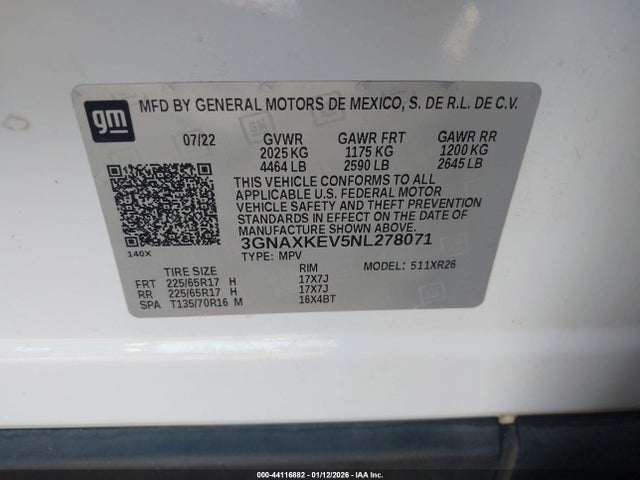 gm
MFD BY GENERAL MOTORS DE MEXICO, S. DE R.L. DE C.V.
07/22 GVWR GAWR FRT GAWR RR
2025 KG 1175 KG 1200 KG
4464 LB 2590 LB 2645 LB
THIS VEHICLE CONFORMS TO ALL
APPLICABLE U.S. FEDERAL MOTOR
VEHICLE SAFETY AND THEFT PREVENTION
STANDARDS IN EFFECT ON THE DATE OF
MANUFACTURE SHOWN ABOVE.
3GNAXKEV5NL278071
140X TYPE: MPV MODEL: 511XR26
TIRE SIZE RIM
FRT 225/65R17 H 17X7J
RR 225/65R17 H 17X7J
SPA T135/70R16 M 16X4BT
000-44116882 - 01/12/2026 - IAA Inc.